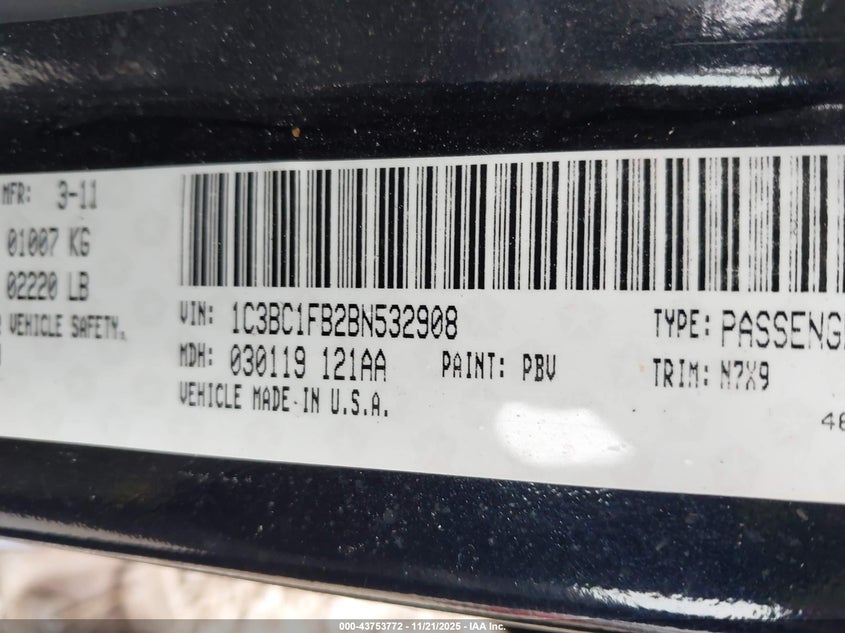 MFR: 3-11
01007 KG
02220 LB
VEHICLE SAFETY.
VIN: 1C3BC1FB2BN532908
TYPE: PASSENG
MDH: 030119 121AA
PAINT: PBV
TRIM: N7X9
VEHICLE MADE IN U.S.A.
000-43753772 - 11/21/2025 - IAA Inc.